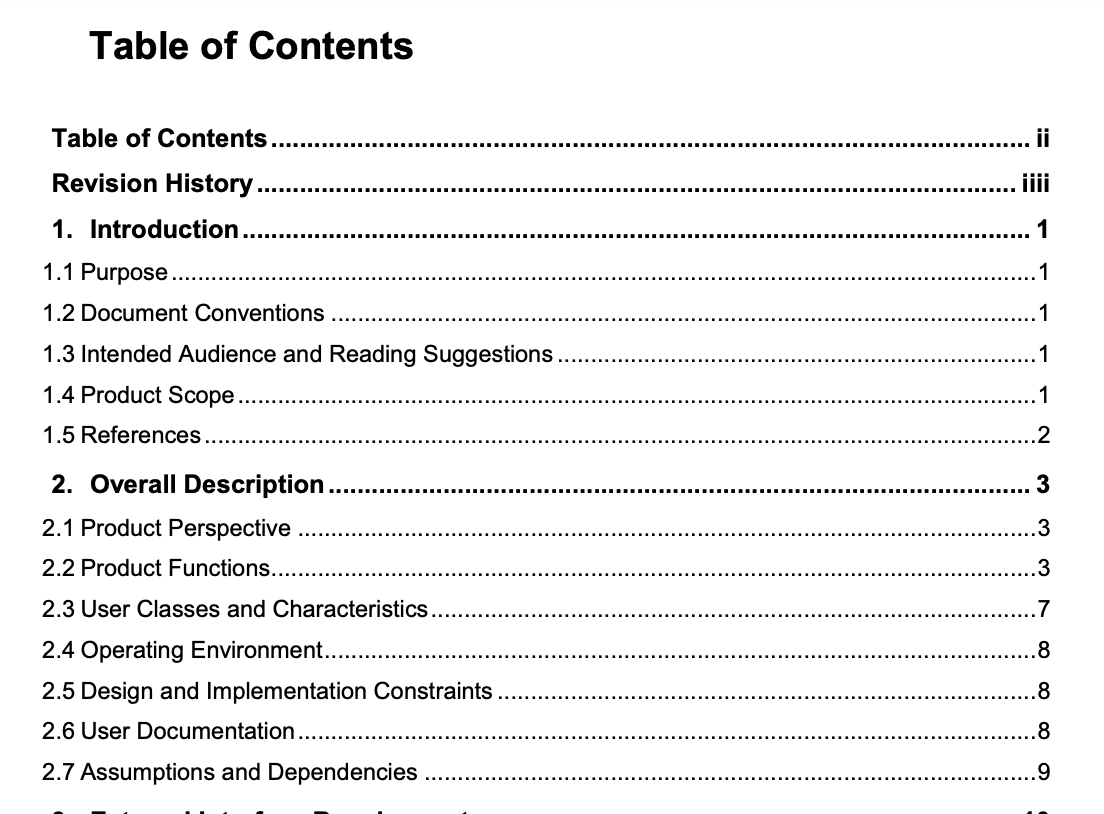 Table of Contents
Table of Contents ii
Revision History iiii
1. Introduction 1
1.1 Purpose 1
1.2 Document Conventions 1
1.3 Intended Audience and Reading Suggestions 1
1.4 Product Scope 1
1.5 References 2
2. Overall Description 3
2.1 Product Perspective 3
2.2 Product Functions 3
2.3 User Classes and Characteristics 7
2.4 Operating Environment 8
2.5 Design and Implementation Constraints 8
2.6 User Documentation 8
2.7 Assumptions and Dependencies 9